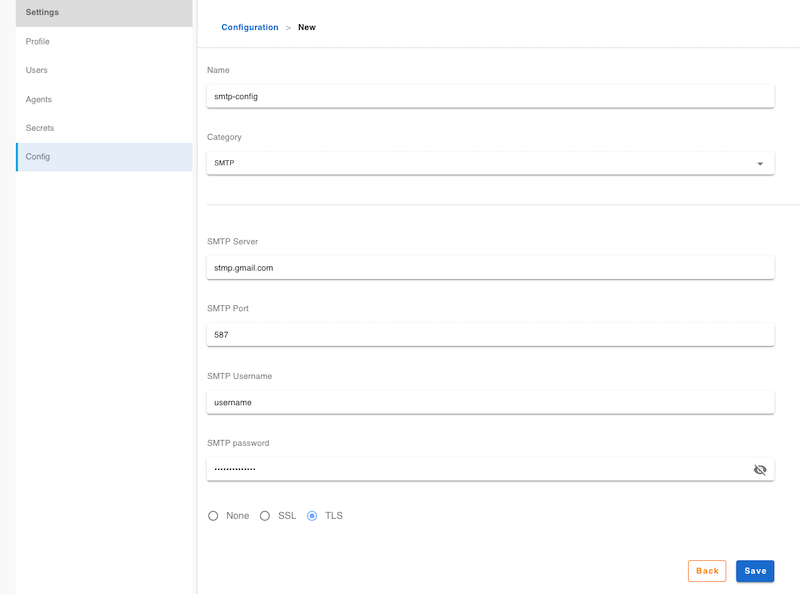 Settings
Profile
Users
Agents
Secrets
Config
Configuration > New
Name
smtp-config
Category
SMTP
SMTP Server
stmp.gmail.com
SMTP Port
587
SMTP Username
username
SMTP password
••••••••••••••
None SSL TLS
Back Save